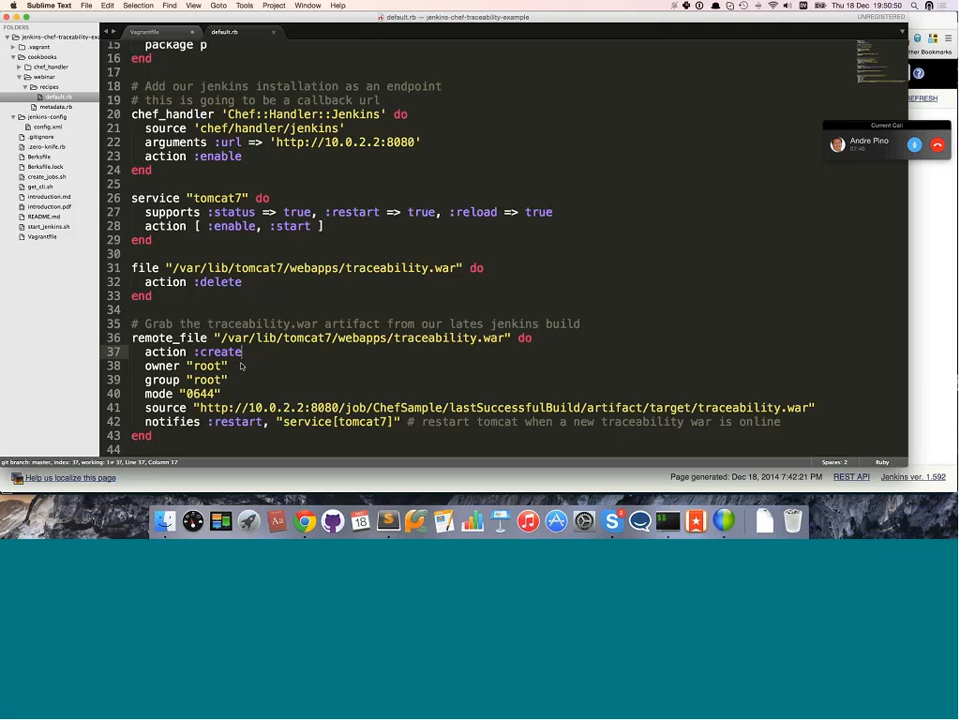 Sublime Text File Edit Selection Find View Goto Tools Project Window Help
Thu 18 Dec 19:50:50
default.rb — jenkins-chef-traceability-example
UNREGISTERED
FOLDERS
jenkins-chef-traceability-ex
.vagrant
cookbooks
chef_handler
webinar
recipes
default.rb
metadata.rb
jenkins-config
config.xml
.gitignore
.zero-knife.rb
Berksfile
Berksfile.lock
create_jobs.sh
get_cli.sh
introduction.md
introduction.pdf
README.md
start_jenkins.sh
Vagrantfile
Vagrantfile
default.rb
15 package p
16 end
17
18 # Add our jenkins installation as an endpoint
19 # this is going to be a callback url
20 chef_handler 'Chef::Handler::Jenkins' do
21 source 'chef/handler/jenkins'
22 arguments :url => 'http://10.0.2.2:8080'
23 action :enable
24 end
25
26 service "tomcat7" do
27 supports :status => true, :restart => true, :reload => true
28 action [ :enable, :start ]
29 end
30
31 file "/var/lib/tomcat7/webapps/traceability.war" do
32 action :delete
33 end
34
35 # Grab the traceability.war artifact from our lates jenkins build
36 remote_file "/var/lib/tomcat7/webapps/traceability.war" do
37 action :create
38 owner "root"
39 group "root"
40 mode "0644"
41 source "http://10.0.2.2:8080/job/ChefSample/lastSuccessfulBuild/artifact/target/traceability.war"
42 notifies :restart, "service[tomcat7]" # restart tomcat when a new traceability war is online
43 end
44
ther Bookmarks
?
EFRESH
Current Call
Andre Pino
Spaces: 2
Ruby
Help us localize this page
Page generated: Dec 18, 2014 7:42:21 PM
REST API
Jenkins ver. 1.592